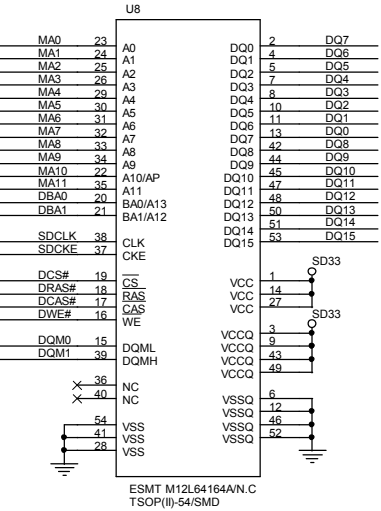 U8
MA0 23 A0 DQ0 2 DQ7
MA1 24 A1 DQ1 4 DQ6
MA2 25 A2 DQ2 5 DQ5
MA3 26 A3 DQ3 7 DQ4
MA4 29 A4 DQ4 8 DQ3
MA5 30 A5 DQ5 10 DQ2
MA6 31 A6 DQ6 11 DQ1
MA7 32 A7 DQ7 13 DQ0
MA8 33 A8 DQ8 42 DQ8
MA9 34 A9 DQ9 44 DQ9
MA10 22 A10/AP DQ10 45 DQ10
MA11 35 A11 DQ11 47 DQ11
DBA0 20 BA0/A13 DQ12 48 DQ12
DBA1 21 BA1/A12 DQ13 50 DQ13
DQ14 51 DQ14
SDCLK 38 CLK DQ15 53 DQ15
SDCKE 37 CKE
SD33
DCS# 19 CS VCC 1
DRAS# 18 RAS VCC 14
DCAS# 17 CAS VCC 27
DWE# 16 WE
SD33
DQM0 15 DQML VCCQ 3
DQM1 39 DQMH VCCQ 9
VCCQ 43
VCCQ 49
36 NC
40 NC
VSSQ 6
VSSQ 12
54 VSS VSSQ 46
41 VSS VSSQ 52
28 VSS
ESMT M12L64164A/N.C
TSOP(II)-54/SMD